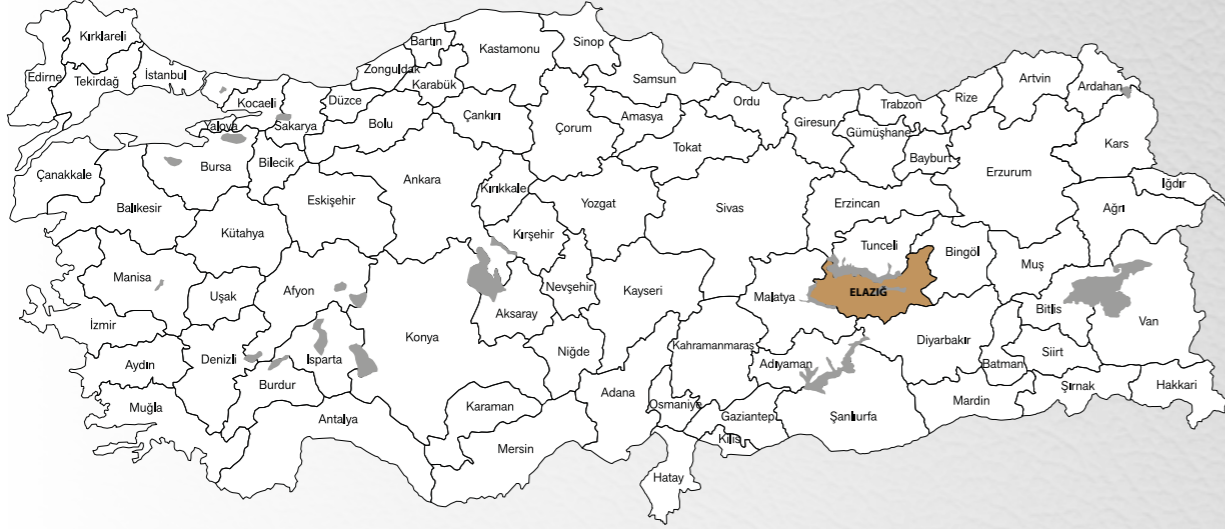 Kırklareli
Edirne
Tekirdağ
İstanbul
Kocaeli
Yalova
Sakarya
Düzce
Zonguldak
Bartın
Karabük
Kastamonu
Sinop
Samsun
Ordu
Giresun
Trabzon
Rize
Artvin
Ardahan
Çanakkale
Bursa
Bilecik
Bolu
Çankırı
Çorum
Amasya
Tokat
Gümüşhane
Bayburt
Erzurum
Kars
Iğdır
Balıkesir
Kütahya
Eskişehir
Ankara
Kırıkkale
Yozgat
Sivas
Erzincan
Ağrı
Kırşehir
Tunceli
Bingöl
Muş
Manisa
Uşak
Afyon
Nevşehir
Kayseri
Malatya
ELAZIĞ
Bitlis
Van
Aksaray
İzmir
Aydın
Denizli
Isparta
Konya
Niğde
Kahramanmaraş
Adıyaman
Diyarbakır
Batman
Siirt
Muğla
Burdur
Antalya
Karaman
Mersin
Adana
Osmaniye
Gaziantep
Kilis
Şanlıurfa
Mardin
Şırnak
Hakkari
Hatay